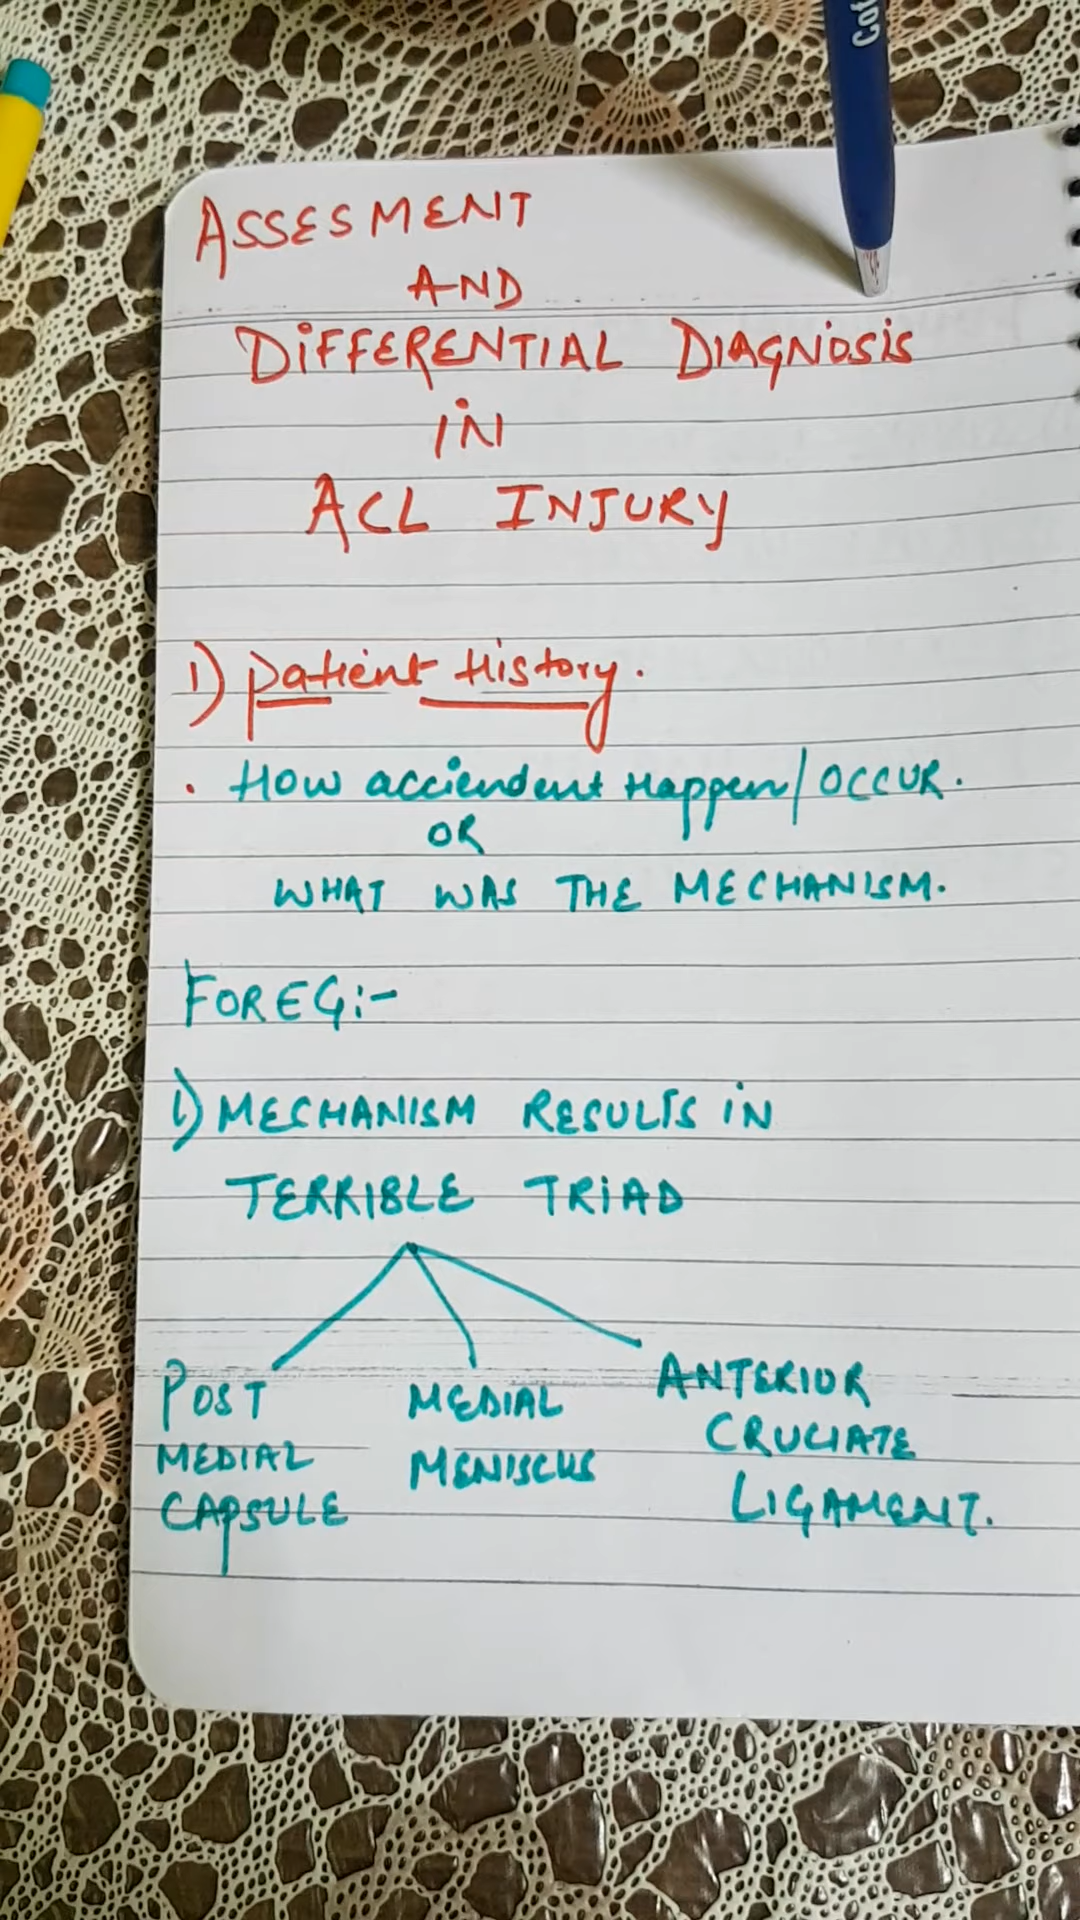 ASSESMENT
AND
DIFFERENTIAL DIAGNOSIS
IN
ACL INJURY
1) Patient History.
. How acciendent Happen/OCCUR.
OR
WHAT WAS THE MECHANISM.
FOREG:-
1) MECHANISM RESULTS IN
TERRIBLE TRIAD
POST
MEDIAL
CAPSULE
MEDIAL
MENISCUS
ANTERIOR
CRUCIATE
LIGAMENT.